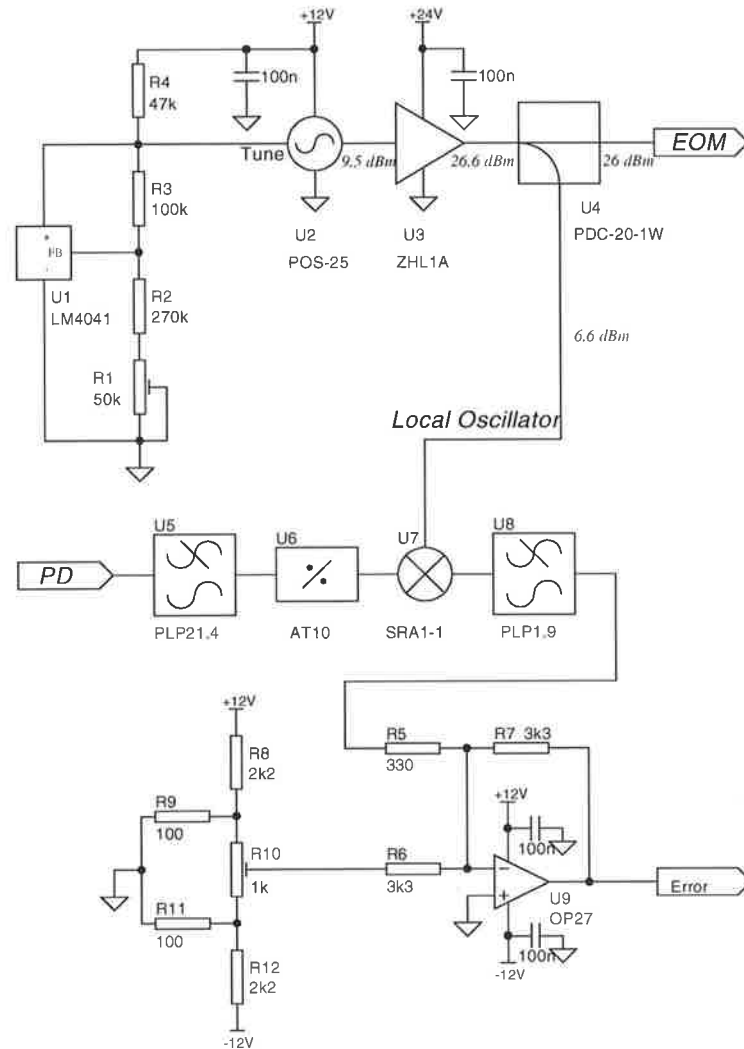 +12V
+24V
R4
47k
100n
100n
Tune
9.5 dBm
26.6 dBm
26 dBm
EOM
R3
100k
U4
PDC-20-1W
U2
POS-25
U3
ZHL1A
+
FB
-
U1
LM4041
R2
270k
6.6 dBm
R1
50k
Local Oscillator
U5
U6
U7
U8
PD
PLP21.4
AT10
SRA1-1
PLP1.9
+12V
R8
2k2
R5
330
R7 3k3
R9
100
+12V
100n
R10
1k
R6
3k3
−
+
U9
OP27
Error
R11
100
100n
-12V
R12
2k2
-12V